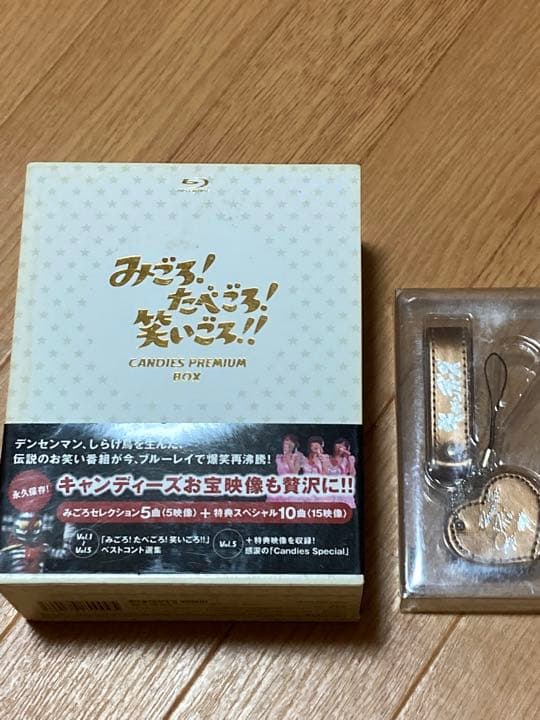 みごろ!
たべごろ!
笑いごろ!!
CANDIES PREMIUM
BOX
デンセンマン、しらけ鳥を生んだ、
伝説のお笑い番組が今、ブルーレイで爆笑再沸騰!
永久保存!
キャンディーズお宝映像も贅沢に!!
みごろセレクション5曲(5映像)+特典スペシャル10曲(15映像)
Vol.1
Vol.5
「みごろ!たべごろ!笑いごろ!!」
ベストコント選集
Vol.5
+特典映像を収録!
感涙の「Candies Special」